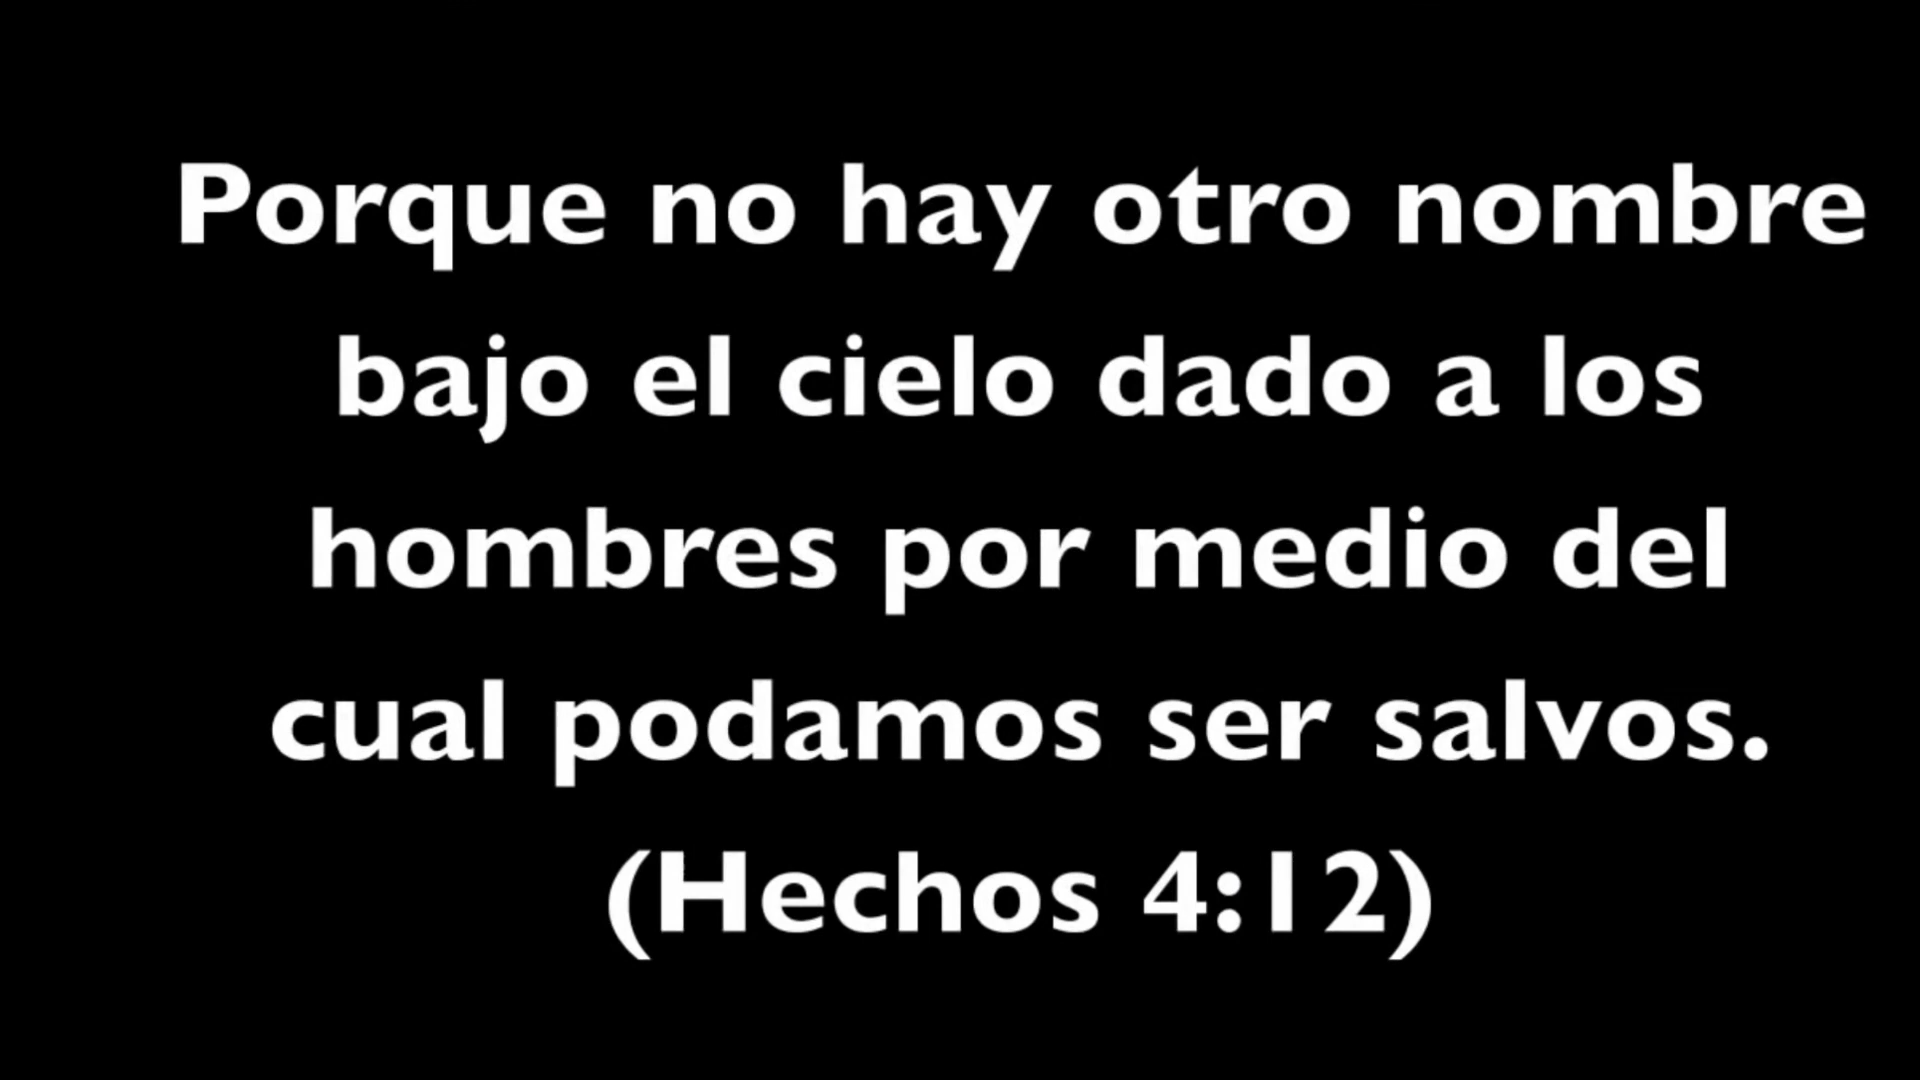 Porque no hay otro nombre
bajo el cielo dado a los
hombres por medio del
cual podamos ser salvos.
(Hechos 4:12)